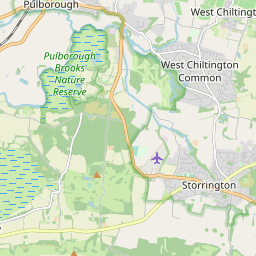 Pulborough
West Chilting
Pulborough
Brooks
Nature
Reserve
West Chiltington
Common
Storrington